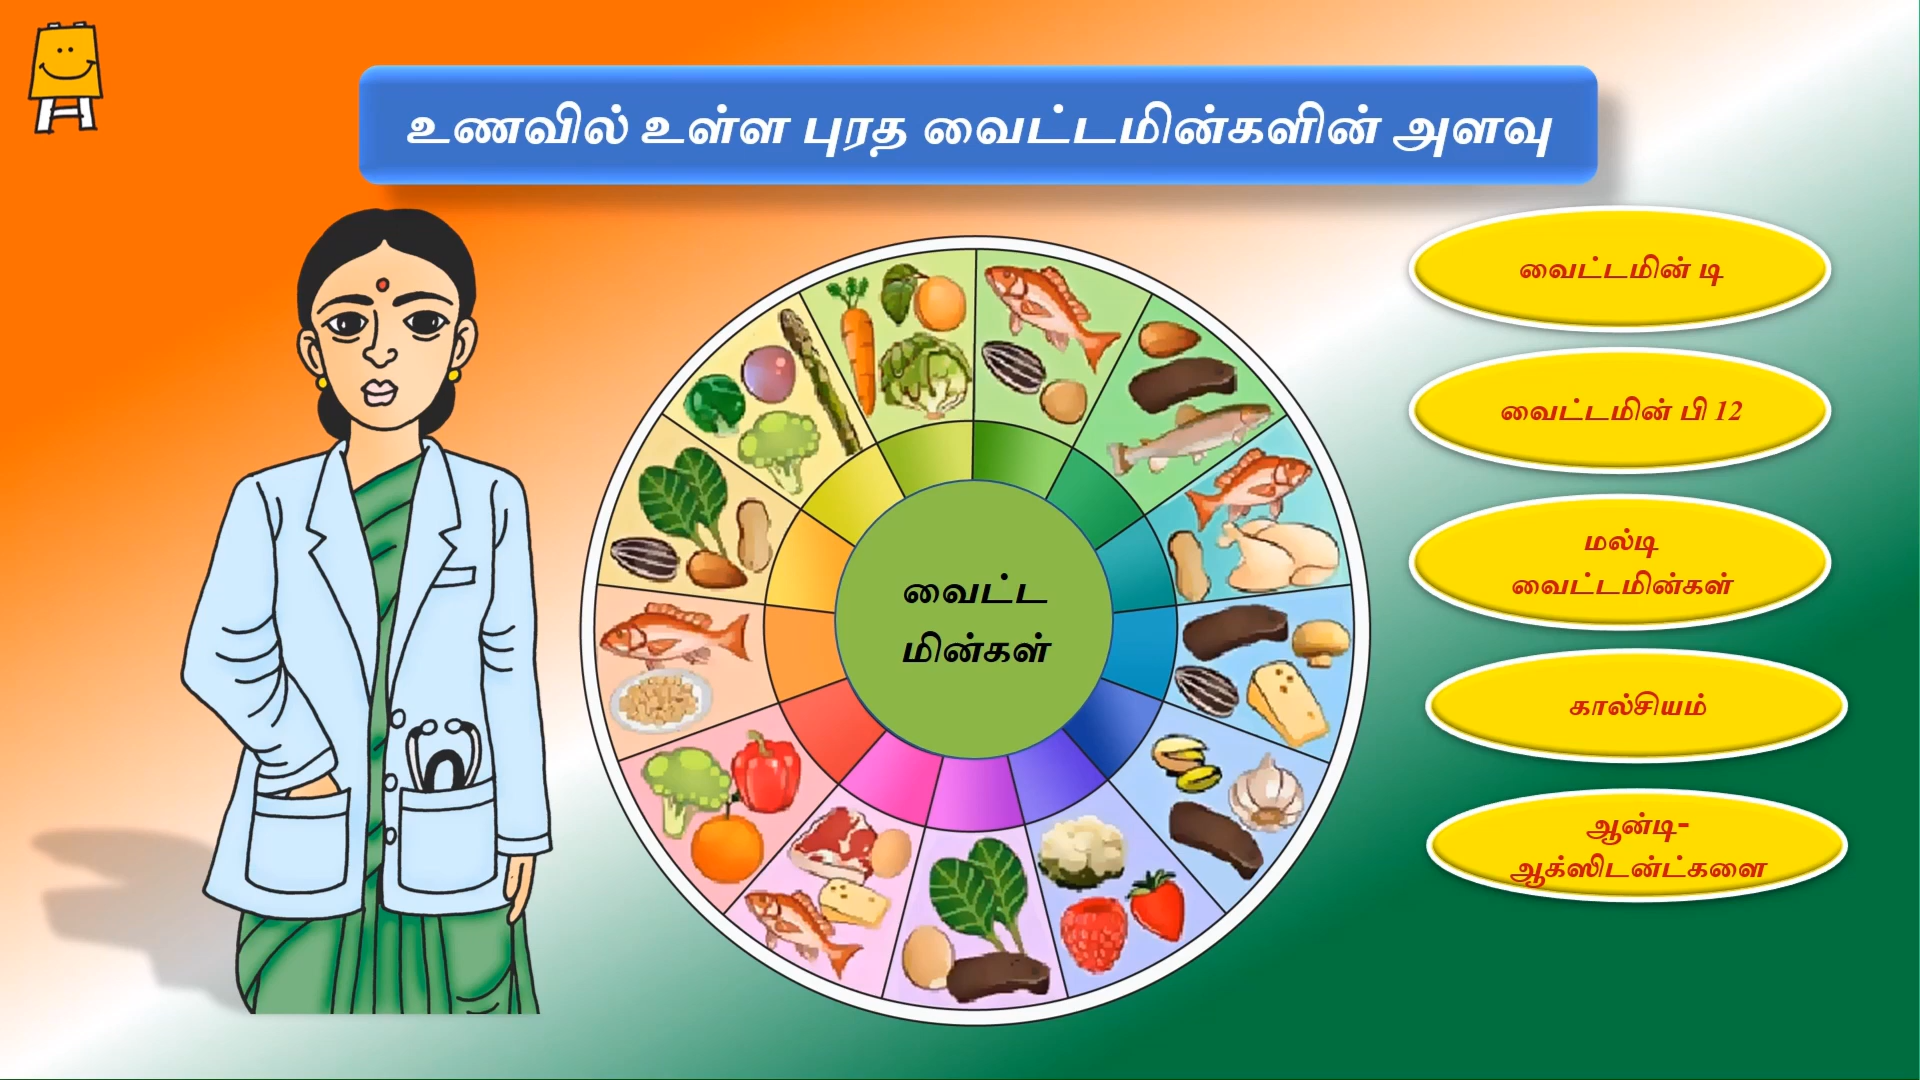 உணவில் உள்ள புரத வைட்டமின்களின் அளவு
வைட்ட
மின்கள்
வைட்டமின் டி
வைட்டமின் பி 12
மல்டி
வைட்டமின்கள்
கால்சியம்
ஆன்டி-
ஆக்ஸிடன்ட்களை